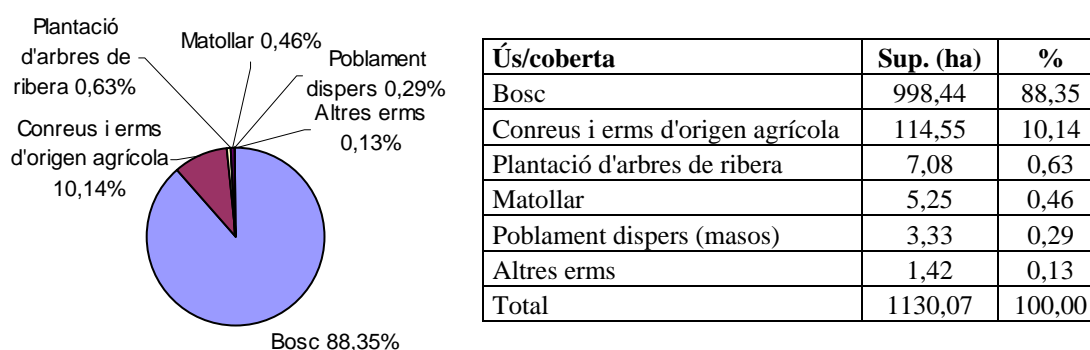 Plantació
d'arbres de
ribera 0,63%
Matollar 0,46%
Poblament
dispers 0,29%
Altres erms
0,13%
Conreus i erms
d'origen agrícola
10,14%
Bosc 88,35%
Ús/coberta Sup. (ha) %
Bosc 998,44 88,35
Conreus i erms d'origen agrícola 114,55 10,14
Plantació d'arbres de ribera 7,08 0,63
Matollar 5,25 0,46
Poblament dispers (masos) 3,33 0,29
Altres erms 1,42 0,13
Total 1130,07 100,00